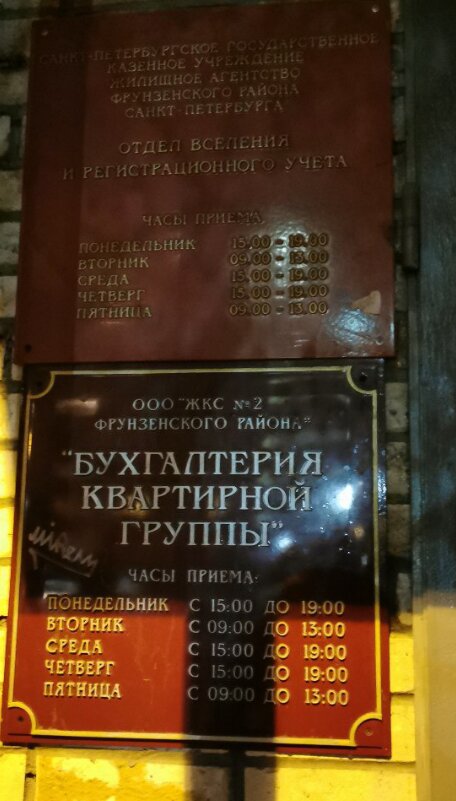 САНКТ-ПЕТЕРБУРГСКОЕ ГОСУДАРСТВЕННОЕ
КАЗЕННОЕ УЧРЕЖДЕНИЕ
ЖИЛИЩНОЕ АГЕНТСТВО
ФРУНЗЕНСКОГО РАЙОНА
САНКТ-ПЕТЕРБУРГА
ОТДЕЛ ВСЕЛЕНИЯ
И РЕГИСТРАЦИОННОГО УЧЕТА
ЧАСЫ ПРИЕМА:
ПОНЕДЕЛЬНИК 15.00 - 19.00
ВТОРНИК 09.00 - 13.00
СРЕДА 15.00 - 19.00
ЧЕТВЕРГ 15.00 - 19.00
ПЯТНИЦА 09.00 - 13.00
ООО "ЖКС №2
ФРУНЗЕНСКОГО РАЙОНА"
"БУХГАЛТЕРИЯ
КВАРТИРНОЙ
ГРУППЫ"
ЧАСЫ ПРИЕМА:
ПОНЕДЕЛЬНИК С 15:00 ДО 19:00
ВТОРНИК С 09:00 ДО 13:00
СРЕДА С 15:00 ДО 19:00
ЧЕТВЕРГ С 15:00 ДО 19:00
ПЯТНИЦА С 09:00 ДО 13:00